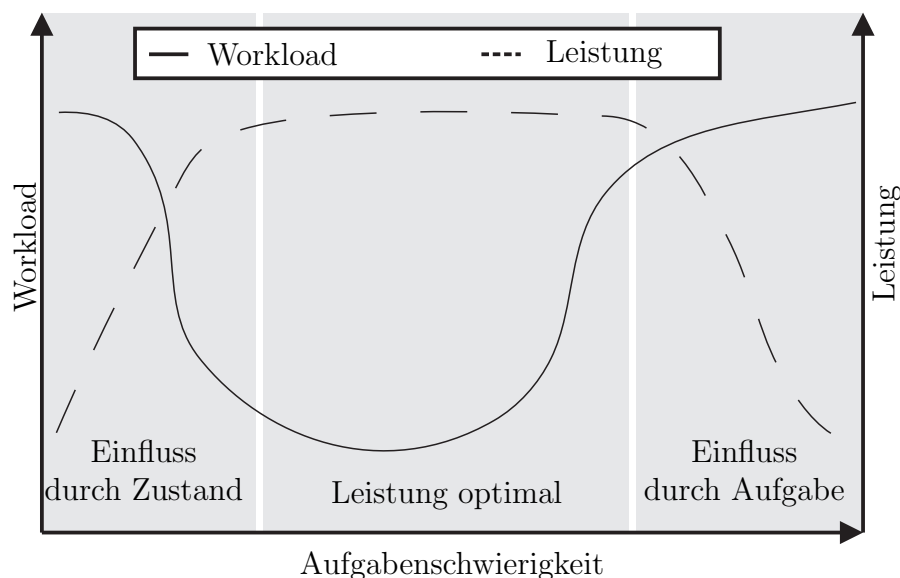 Workload Leistung
Workload
Leistung
Einfluss
durch Zustand
Leistung optimal
Einfluss
durch Aufgabe
Aufgabenschwierigkeit